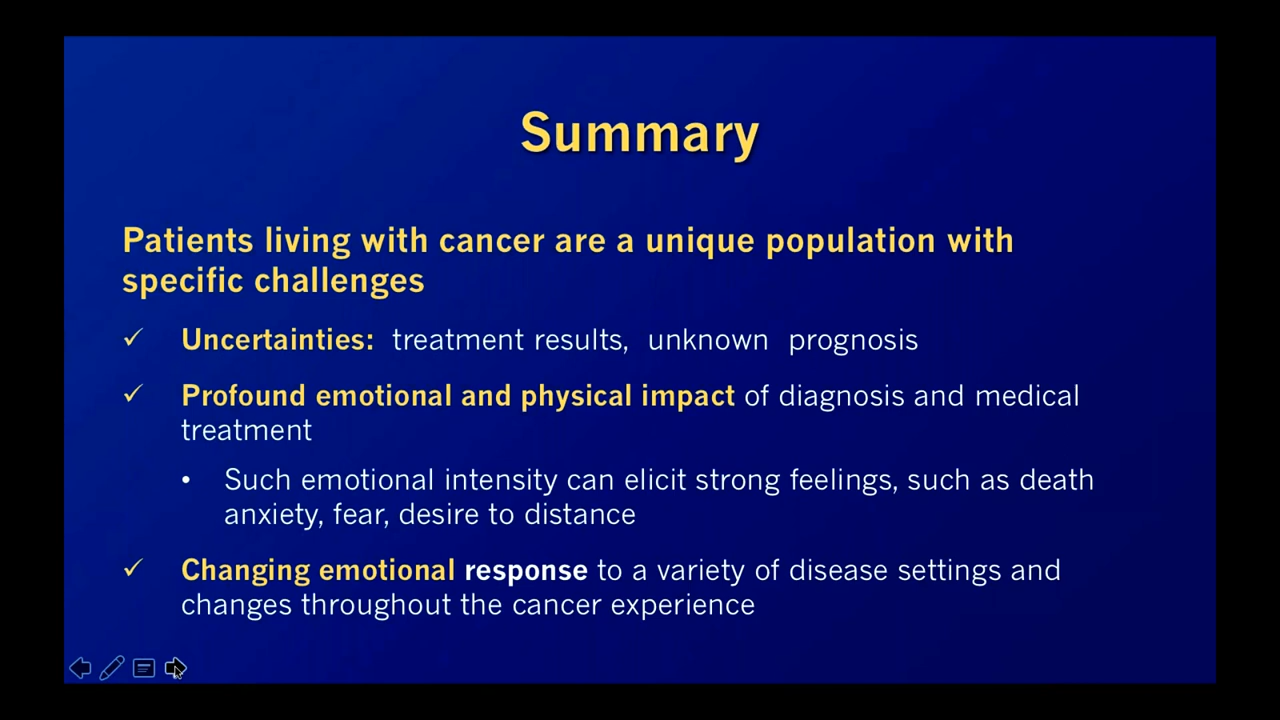 Summary
Patients living with cancer are a unique population with
specific challenges
✓ Uncertainties: treatment results, unknown prognosis
✓ Profound emotional and physical impact of diagnosis and medical
treatment
• Such emotional intensity can elicit strong feelings, such as death
anxiety, fear, desire to distance
✓ Changing emotional response to a variety of disease settings and
changes throughout the cancer experience